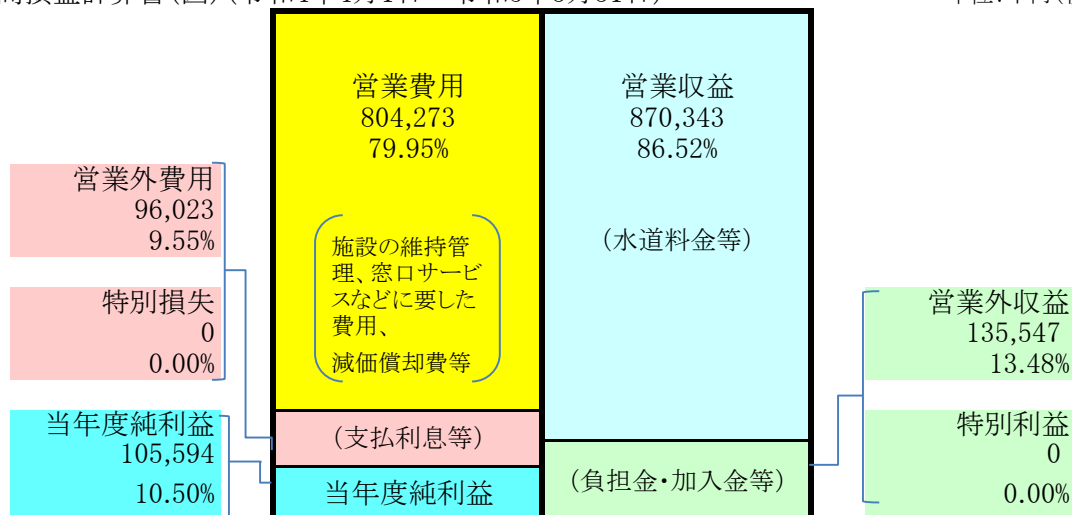 営業費用
804,273
79.95%
施設の維持管
理、窓口サービ
スなどに要した
費用、
減価償却費等
(支払利息等)
当年度純利益
営業収益
870,343
86.52%
(水道料金等)
(負担金・加入金等)
営業外費用
96,023
9.55%
特別損失
0
0.00%
当年度純利益
105,594
10.50%
営業外収益
135,547
13.48%
特別利益
0
0.00%